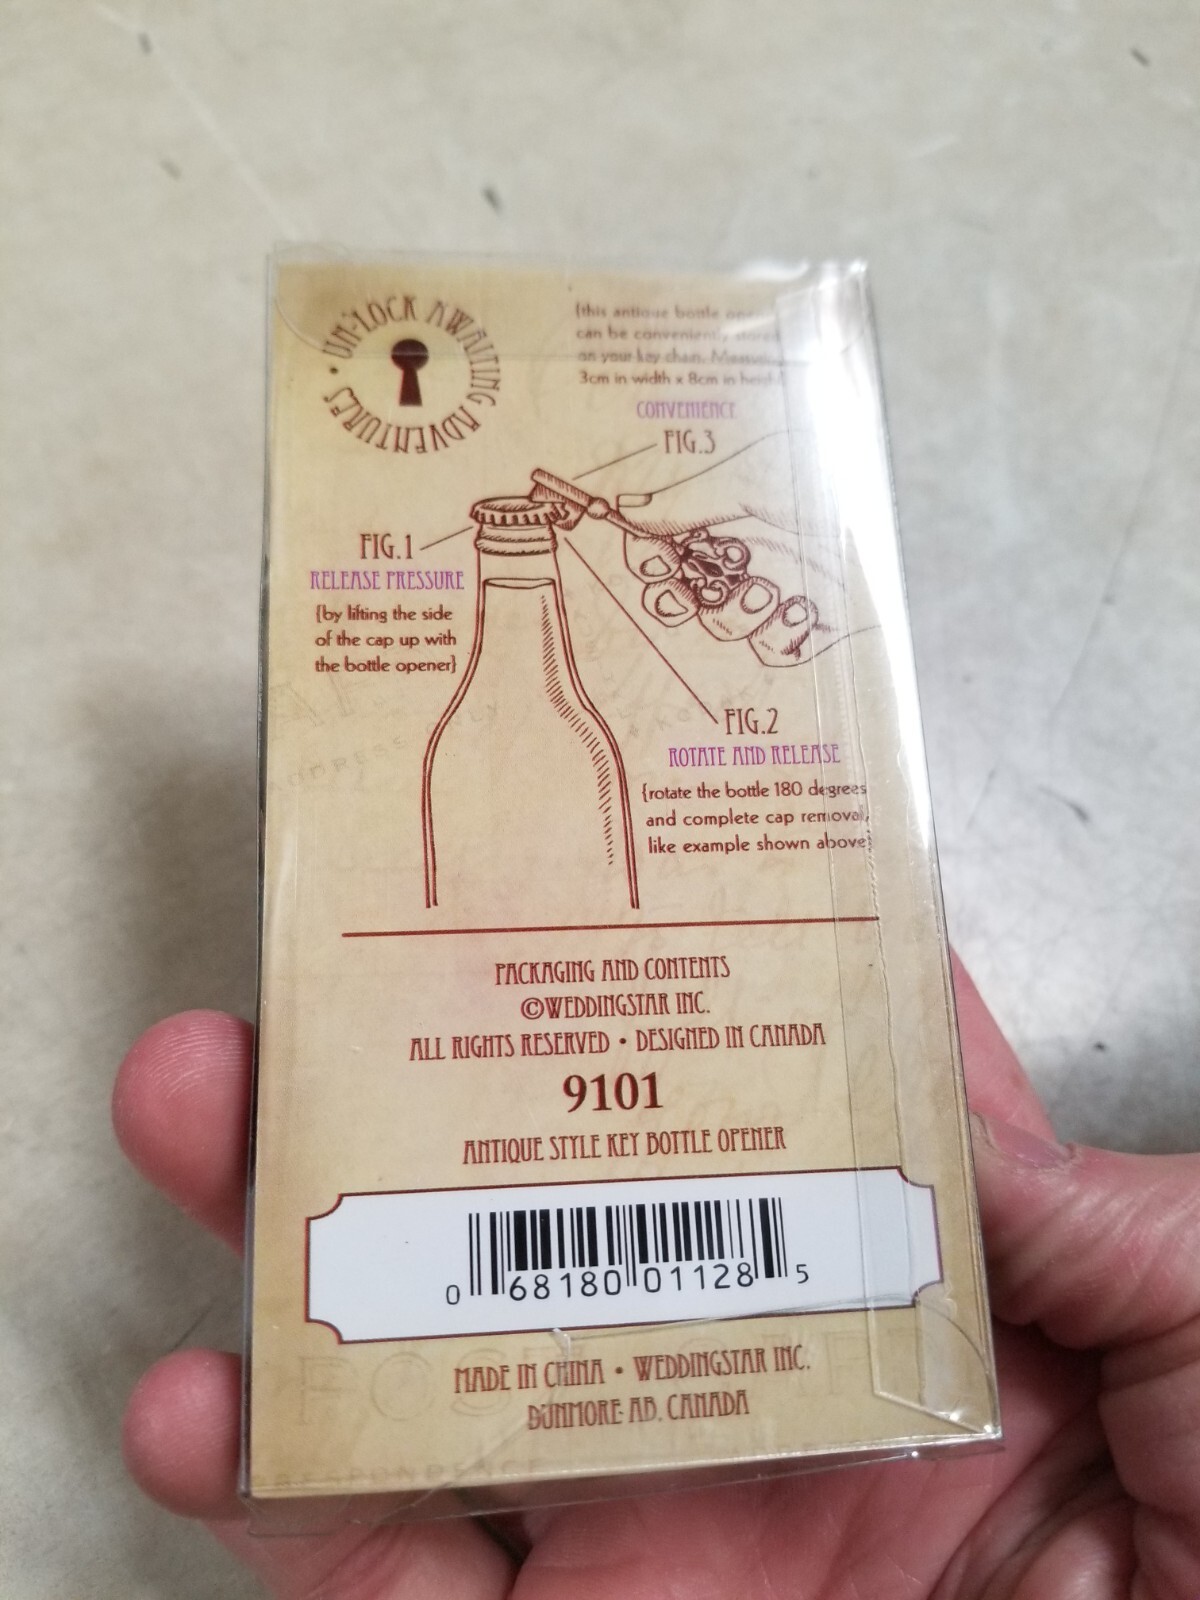 UN-LOCK AWAITING ADVENTURES •
{this antique bottle
can be conveniently stored
on your key chain.
3cm in width x 8cm in height
CONVENIENCE
FIG.3
FIG.1
RELEASE PRESSURE
{by lifting the side
of the cap up with
the bottle opener}
FIG.2
ROTATE AND RELEASE
{rotate the bottle 180 degrees
and complete cap removal,
like example shown above}
PACKAGING AND CONTENTS
©WEDDINGSTAR INC.
ALL RIGHTS RESERVED • DESIGNED IN CANADA
9101
ANTIQUE STYLE KEY BOTTLE OPENER
0 68180 01128 5
MADE IN CHINA • WEDDINGSTAR INC.
DUNMORE AB. CANADA